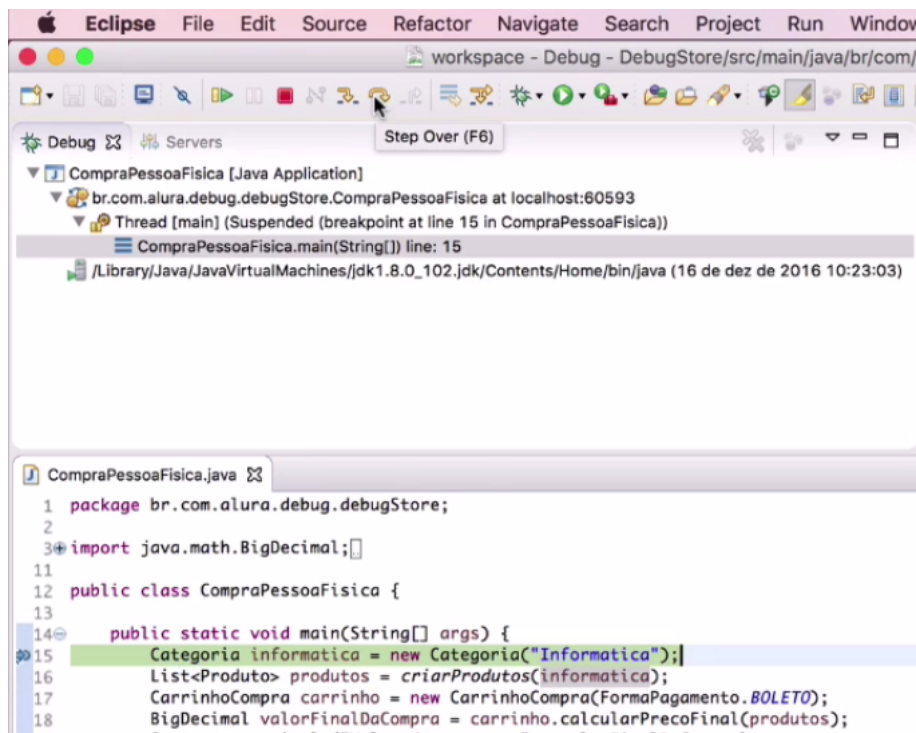 Eclipse File Edit Source Refactor Navigate Search Project Run Window
workspace - Debug - DebugStore/src/main/java/br/com/
Step Over (F6)
Debug Servers
CompraPessoaFisica [Java Application]
br.com.alura.debug.debugStore.CompraPessoaFisica at localhost:60593
Thread [main] (Suspended (breakpoint at line 15 in CompraPessoaFisica))
CompraPessoaFisica.main(String[]) line: 15
/Library/Java/JavaVirtualMachines/jdk1.8.0_102.jdk/Contents/Home/bin/java (16 de dez de 2016 10:23:03)
CompraPessoaFisica.java
1 package br.com.alura.debug.debugStore;
2
3 import java.math.BigDecimal;
11
12 public class CompraPessoaFisica {
13
14 public static void main(String[] args) {
15 Categoria informatica = new Categoria("Informatica");
16 List<Produto> produtos = criarProdutos(informatica);
17 CarrinhoCompra carrinho = new CarrinhoCompra(FormaPagamento.BOLETO);
18 BigDecimal valorFinalDaCompra = carrinho.calcularPrecoFinal(produtos);